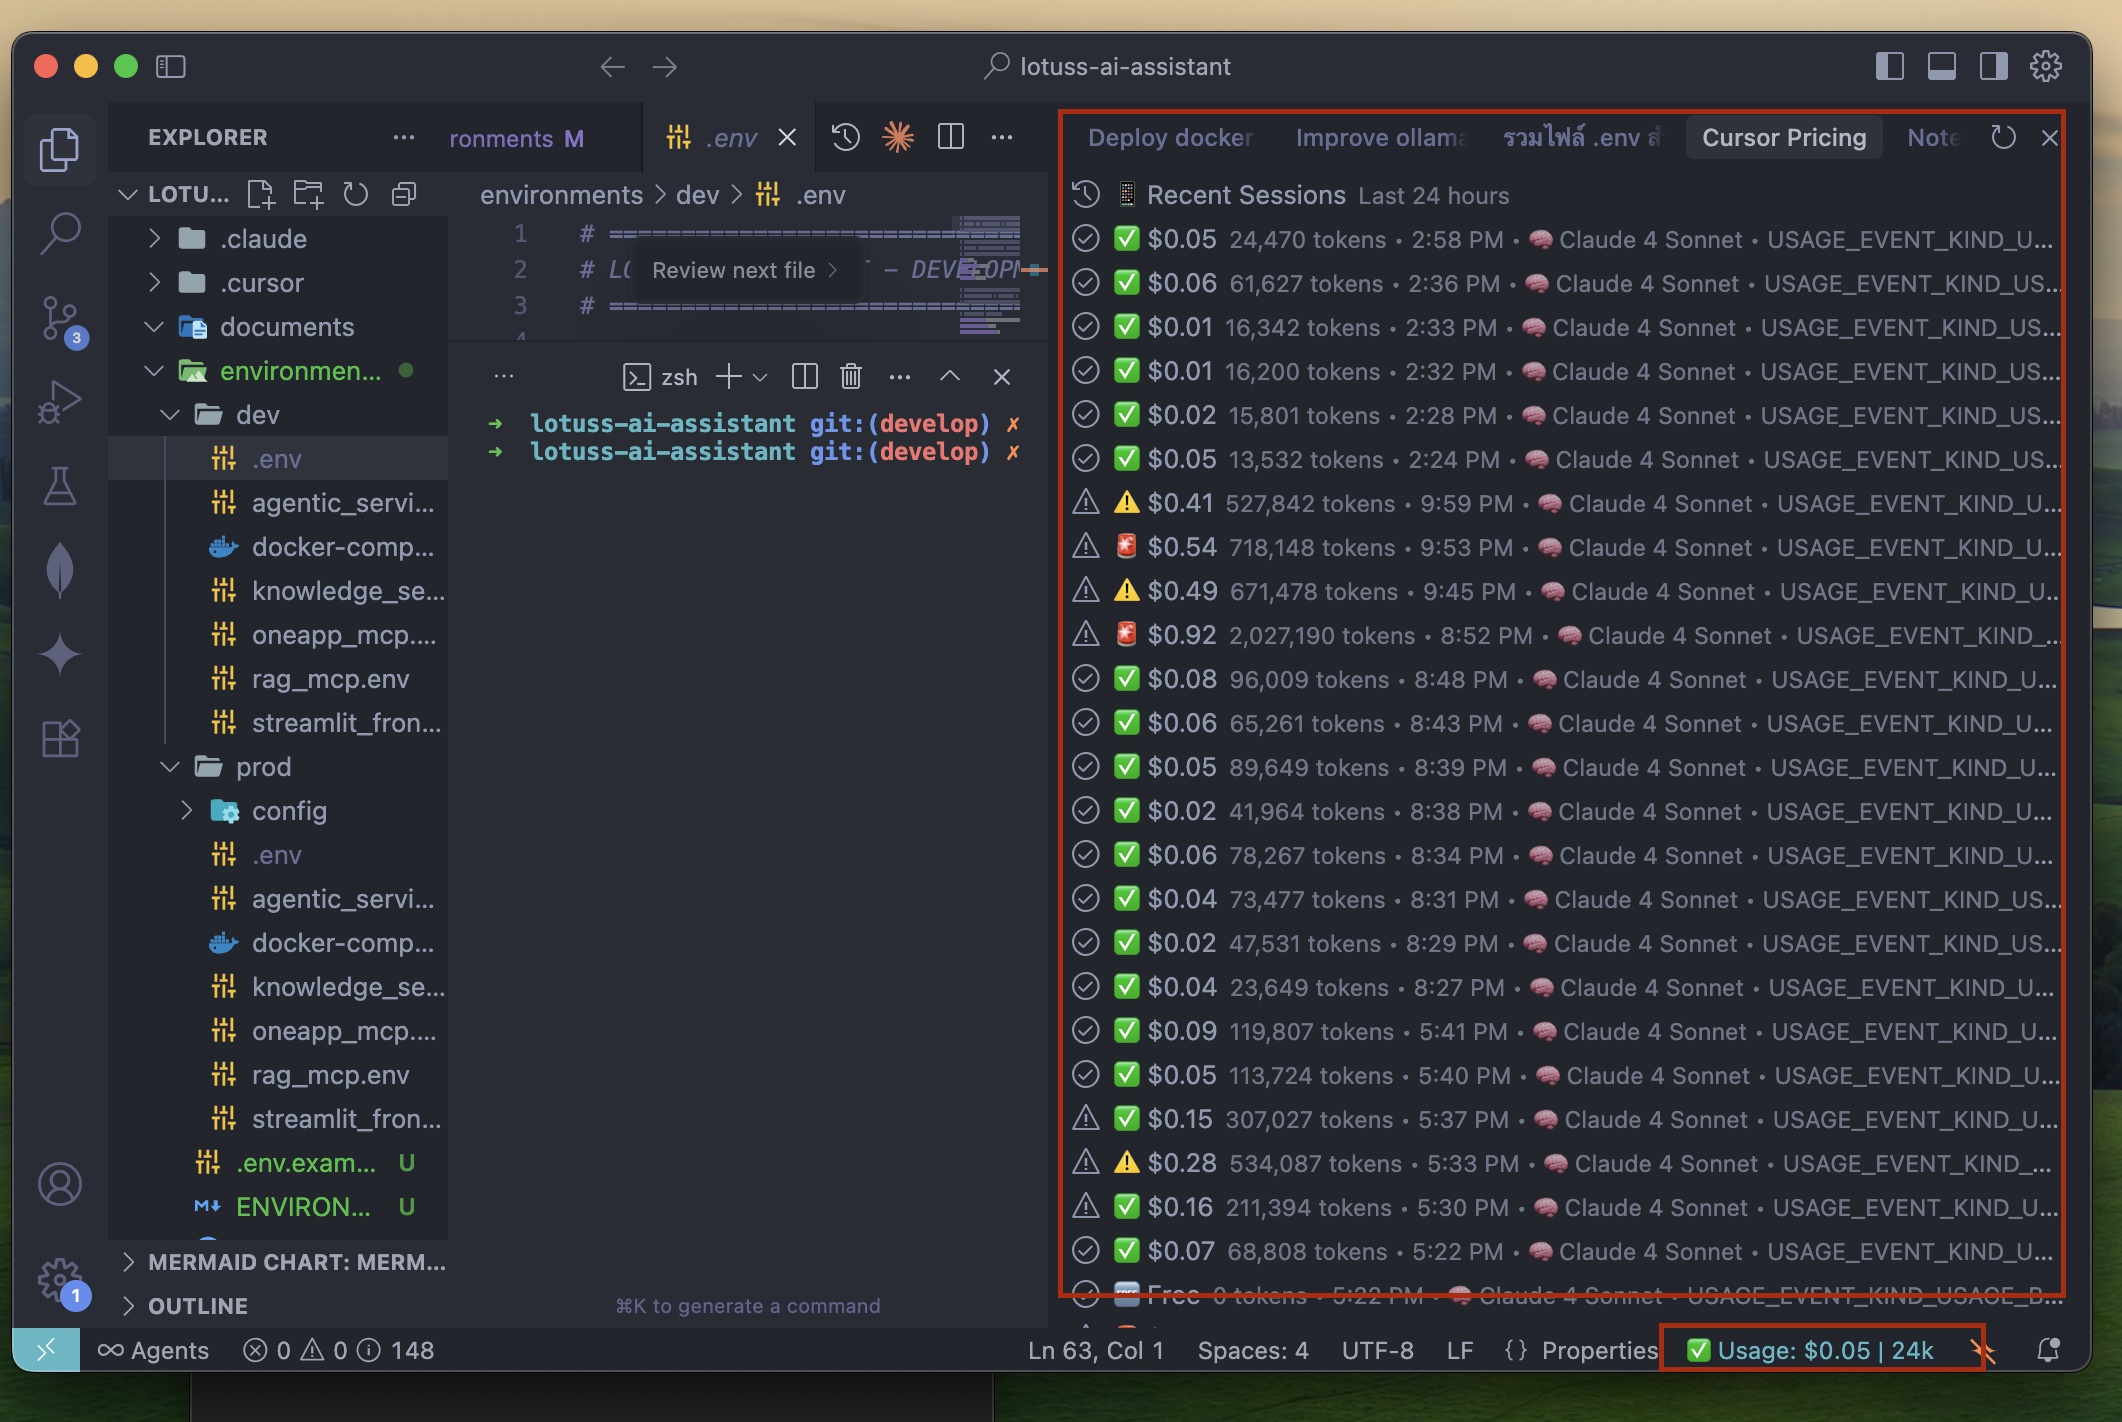 lotuss-ai-assistant
EXPLORER
ronments M
.env
Deploy docker
Improve ollama
รวมไฟล์ .env ส
Cursor Pricing
Note
LOTU...
.claude
.cursor
documents
environmen...
dev
.env
agentic_servi...
docker-comp...
knowledge_se...
oneapp_mcp....
rag_mcp.env
streamlit_fron...
prod
config
.env
agentic_servi...
docker-comp...
knowledge_se...
oneapp_mcp....
rag_mcp.env
streamlit_fron...
.env.exam... U
ENVIRON... U
MERMAID CHART: MERM...
OUTLINE
3
1
environments > dev > .env
1 # ==========================
2 # LO
Review next file >
T – DEVELOPM
3 # ==========================
4
zsh
→ lotuss-ai-assistant git:(develop) ✗
→ lotuss-ai-assistant git:(develop) ✗
⌘K to generate a command
Recent Sessions Last 24 hours
$0.05 24,470 tokens • 2:58 PM • Claude 4 Sonnet • USAGE_EVENT_KIND_U...
$0.06 61,627 tokens • 2:36 PM • Claude 4 Sonnet • USAGE_EVENT_KIND_US...
$0.01 16,342 tokens • 2:33 PM • Claude 4 Sonnet • USAGE_EVENT_KIND_US...
$0.01 16,200 tokens • 2:32 PM • Claude 4 Sonnet • USAGE_EVENT_KIND_US...
$0.02 15,801 tokens • 2:28 PM • Claude 4 Sonnet • USAGE_EVENT_KIND_US...
$0.05 13,532 tokens • 2:24 PM • Claude 4 Sonnet • USAGE_EVENT_KIND_US...
$0.41 527,842 tokens • 9:59 PM • Claude 4 Sonnet • USAGE_EVENT_KIND_U...
$0.54 718,148 tokens • 9:53 PM • Claude 4 Sonnet • USAGE_EVENT_KIND_U...
$0.49 671,478 tokens • 9:45 PM • Claude 4 Sonnet • USAGE_EVENT_KIND_U...
$0.92 2,027,190 tokens • 8:52 PM • Claude 4 Sonnet • USAGE_EVENT_KIND_...
$0.08 96,009 tokens • 8:48 PM • Claude 4 Sonnet • USAGE_EVENT_KIND_U...
$0.06 65,261 tokens • 8:43 PM • Claude 4 Sonnet • USAGE_EVENT_KIND_U...
$0.05 89,649 tokens • 8:39 PM • Claude 4 Sonnet • USAGE_EVENT_KIND_U...
$0.02 41,964 tokens • 8:38 PM • Claude 4 Sonnet • USAGE_EVENT_KIND_U...
$0.06 78,267 tokens • 8:34 PM • Claude 4 Sonnet • USAGE_EVENT_KIND_U...
$0.04 73,477 tokens • 8:31 PM • Claude 4 Sonnet • USAGE_EVENT_KIND_US...
$0.02 47,531 tokens • 8:29 PM • Claude 4 Sonnet • USAGE_EVENT_KIND_US...
$0.04 23,649 tokens • 8:27 PM • Claude 4 Sonnet • USAGE_EVENT_KIND_U...
$0.09 119,807 tokens • 5:41 PM • Claude 4 Sonnet • USAGE_EVENT_KIND_U...
$0.05 113,724 tokens • 5:40 PM • Claude 4 Sonnet • USAGE_EVENT_KIND_U...
$0.15 307,027 tokens • 5:37 PM • Claude 4 Sonnet • USAGE_EVENT_KIND_U...
$0.28 534,087 tokens • 5:33 PM • Claude 4 Sonnet • USAGE_EVENT_KIND_...
$0.16 211,394 tokens • 5:30 PM • Claude 4 Sonnet • USAGE_EVENT_KIND_U...
$0.07 68,808 tokens • 5:22 PM • Claude 4 Sonnet • USAGE_EVENT_KIND_U...
Free 0 tokens • 5:22 PM • Claude 4 Sonnet • USAGE_EVENT_KIND_USAGE_B...
Agents 0 0 148
Ln 63, Col 1 Spaces: 4 UTF-8 LF {} Properties Usage: $0.05 | 24k